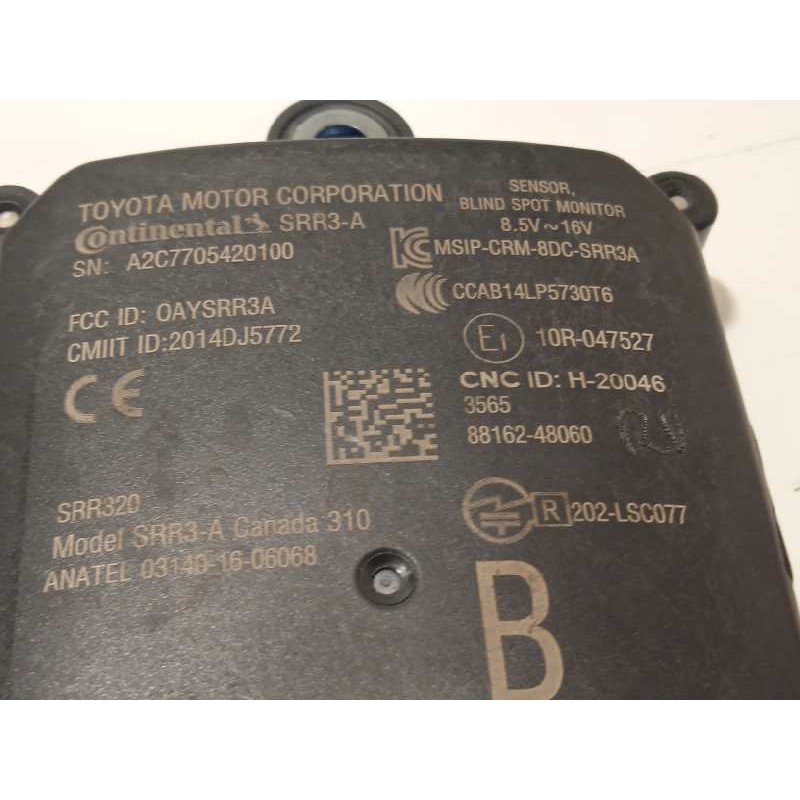 TOYOTA MOTOR CORPORATION
Continental SRR3-A
SN: A2C7705420100
SENSOR,
BLIND SPOT MONITOR
8.5V~16V
MSIP-CRM-8DC-SRR3A
CCAB14LP5730T6
FCC ID: OAYSRR3A
CMIIT ID:2014DJ5772
CE
E1 10R-047527
CNC ID: H-20046
3565
88162-48060
SRR320
Model SRR3-A Canada 310
ANATEL 03140-16-06068
R 202-LSC077
B